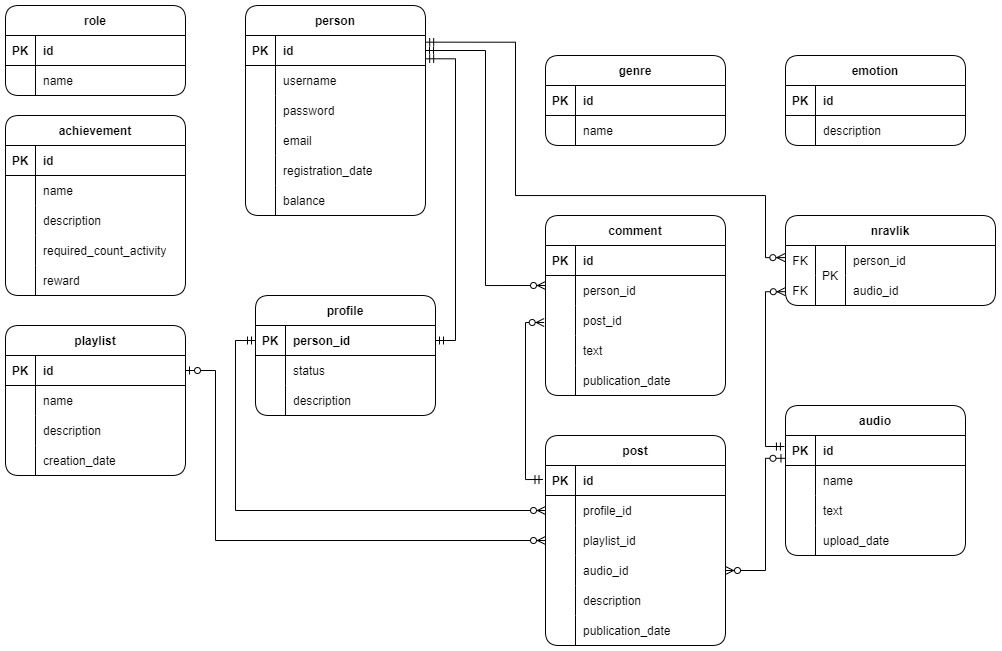 role
PK id
name
person
PK id
username
password
email
registration_date
balance
genre
PK id
name
emotion
PK id
description
achievement
PK id
name
description
required_count_activity
reward
comment
PK id
person_id
post_id
text
publication_date
nravlik
FK person_id
PK
FK audio_id
profile
PK person_id
status
description
playlist
PK id
name
description
creation_date
post
PK id
profile_id
playlist_id
audio_id
description
publication_date
audio
PK id
name
text
upload_date